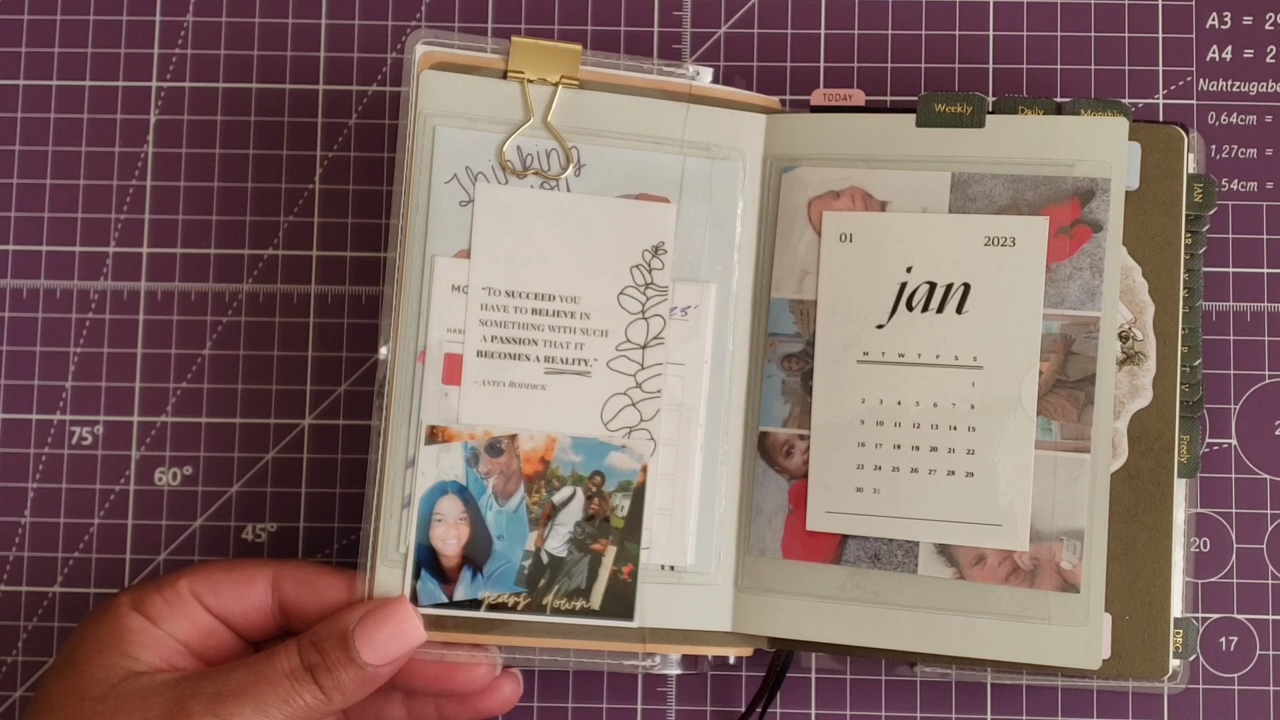 A3 =
A4 =
Nahtzugabe
0,64cm =
1,27cm =
.54cm =
75°
60°
45°
20
17
TODAY
Weekly
Daily
Monthly
JAN
Freely
DEC
Thinking
you
"TO SUCCEED YOU
HAVE TO BELIEVE IN
SOMETHING WITH SUCH
A PASSION THAT IT
BECOMES A REALITY."
- ANITA RODDICK
years down
01 2023
jan
M T W T F S S
1
2 3 4 5 6 7 8
9 10 11 12 13 14 15
16 17 18 19 20 21 22
23 24 25 26 27 28 29
30 31